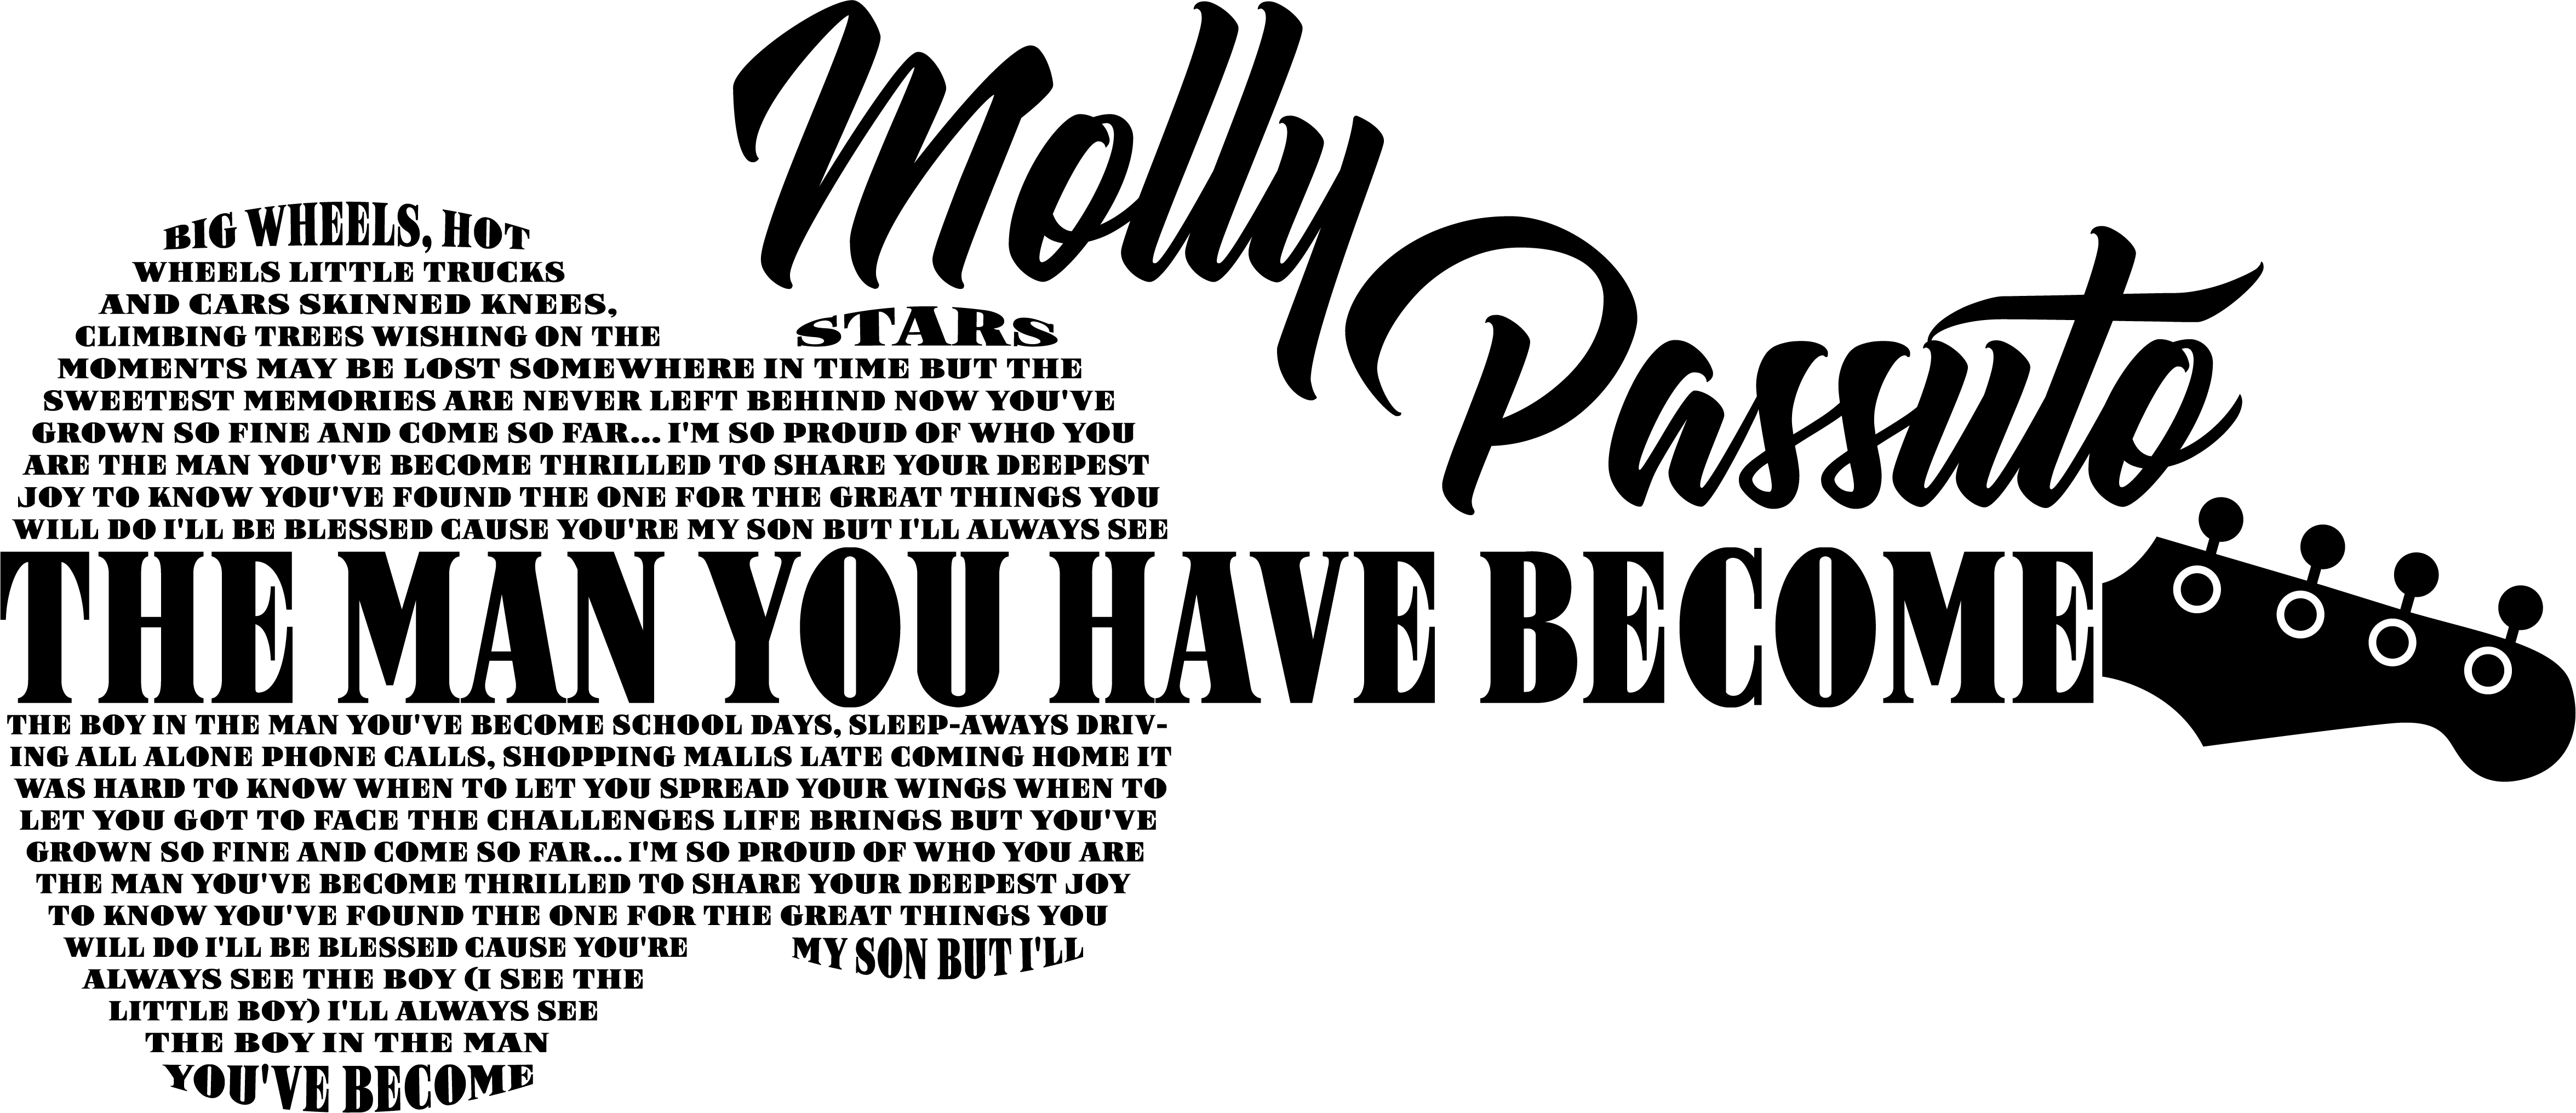 Molly
Passuto
BIG WHEELS, HOT
WHEELS LITTLE TRUCKS
AND CARS SKINNED KNEES,
CLIMBING TREES WISHING ON THE
STARS
MOMENTS MAY BE LOST SOMEWHERE IN TIME BUT THE
SWEETEST MEMORIES ARE NEVER LEFT BEHIND NOW YOU'VE
GROWN SO FINE AND COME SO FAR... I'M SO PROUD OF WHO YOU
ARE THE MAN YOU'VE BECOME THRILLED TO SHARE YOUR DEEPEST
JOY TO KNOW YOU'VE FOUND THE ONE FOR THE GREAT THINGS YOU
WILL DO I'LL BE BLESSED CAUSE YOU'RE MY SON BUT I'LL ALWAYS SEE
THE MAN YOU HAVE BECOME
THE BOY IN THE MAN YOU'VE BECOME SCHOOL DAYS, SLEEP-AWAYS DRIV-
ING ALL ALONE PHONE CALLS, SHOPPING MALLS LATE COMING HOME IT
WAS HARD TO KNOW WHEN TO LET YOU SPREAD YOUR WINGS WHEN TO
LET YOU GOT TO FACE THE CHALLENGES LIFE BRINGS BUT YOU'VE
GROWN SO FINE AND COME SO FAR... I'M SO PROUD OF WHO YOU ARE
THE MAN YOU'VE BECOME THRILLED TO SHARE YOUR DEEPEST JOY
TO KNOW YOU'VE FOUND THE ONE FOR THE GREAT THINGS YOU
WILL DO I'LL BE BLESSED CAUSE YOU'RE
MY SON BUT I'LL
ALWAYS SEE THE BOY (I SEE THE
LITTLE BOY) I'LL ALWAYS SEE
THE BOY IN THE MAN
YOU'VE BECOME